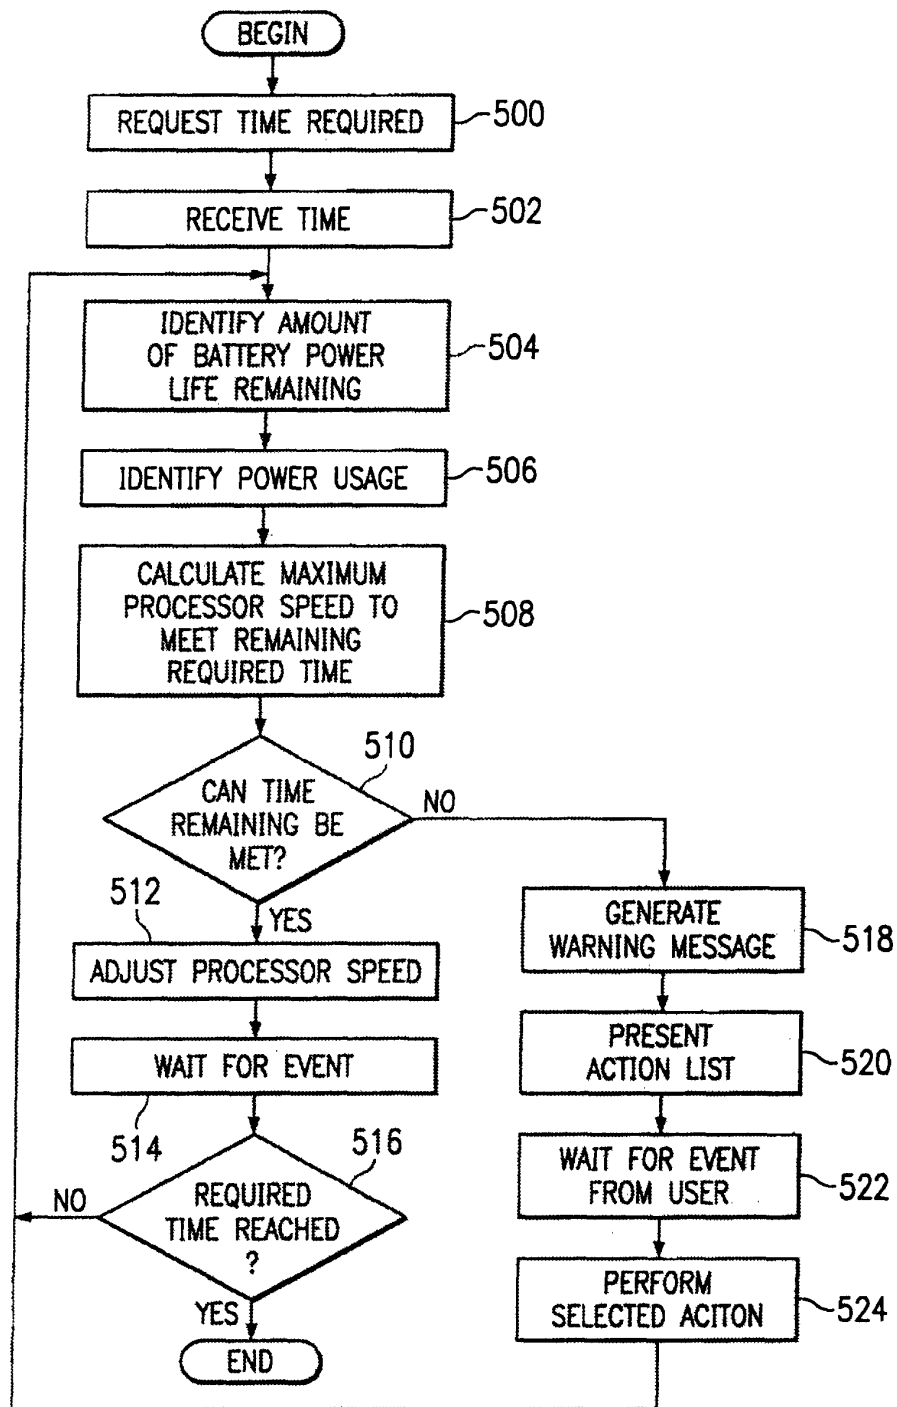 BEGIN
REQUEST TIME REQUIRED
500
RECEIVE TIME
502
IDENTIFY AMOUNT
OF BATTERY POWER
LIFE REMAINING
504
IDENTIFY POWER USAGE
506
CALCULATE MAXIMUM
PROCESSOR SPEED TO
MEET REMAINING
REQUIRED TIME
508
510
CAN TIME
REMAINING BE
MET?
NO
YES
512
ADJUST PROCESSOR SPEED
WAIT FOR EVENT
514
516
REQUIRED
TIME REACHED
?
NO
YES
END
GENERATE
WARNING MESSAGE
518
PRESENT
ACTION LIST
520
WAIT FOR EVENT
FROM USER
522
PERFORM
SELECTED ACITON
524